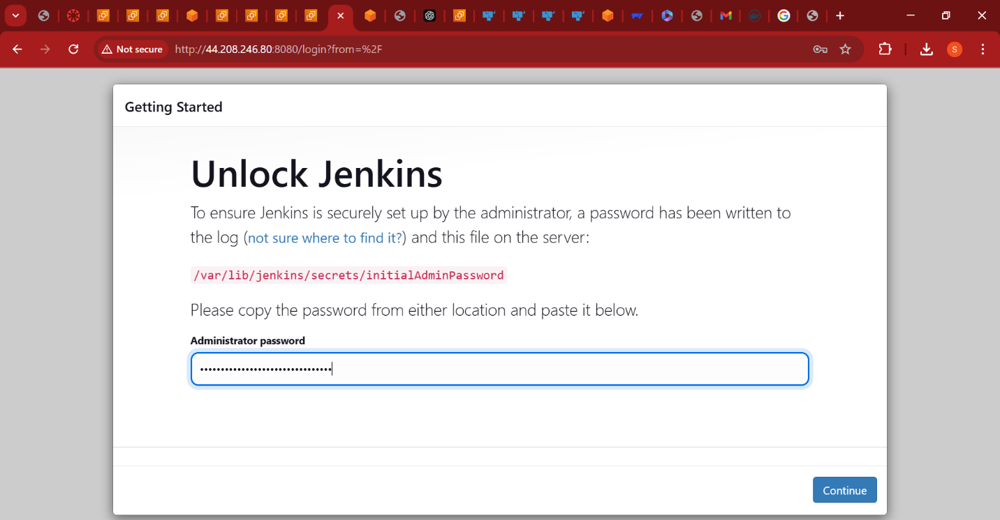 Not secure
http://44.208.246.80:8080/login?from=%2F
S
Getting Started
Unlock Jenkins
To ensure Jenkins is securely set up by the administrator, a password has been written to
the log (not sure where to find it?) and this file on the server:
/var/lib/jenkins/secrets/initialAdminPassword
Please copy the password from either location and paste it below.
Administrator password
••••••••••••••••••••••••••••••••
Continue